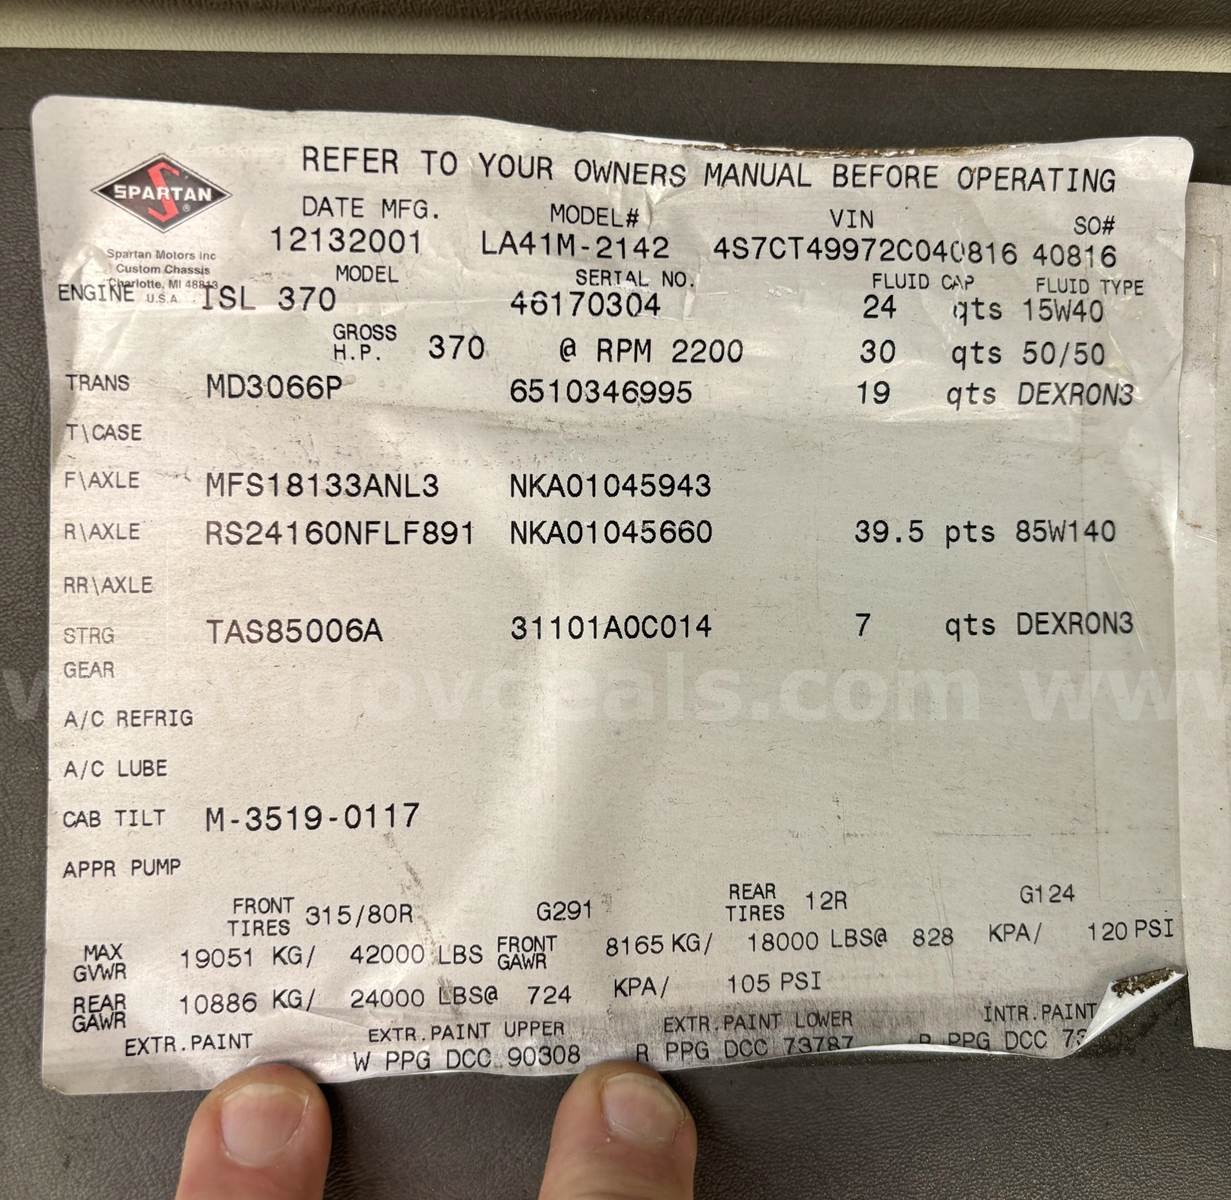 REFER TO YOUR OWNERS MANUAL BEFORE OPERATING
SPARTAN
DATE MFG. MODEL# VIN SO#
12132001 LA41M-2142 4S7CT49972C040816 40816
Spartan Motors Inc
Custom Chassis
Charlotte, MI 48813
U.S.A.
MODEL SERIAL NO. FLUID CAP FLUID TYPE
ENGINE ISL 370 46170304 24 qts 15W40
GROSS H.P. 370 @ RPM 2200 30 qts 50/50
TRANS MD3066P 6510346995 19 qts DEXRON3
T\CASE
F\AXLE MFS18133ANL3 NKA01045943
R\AXLE RS24160NFLF891 NKA01045660 39.5 pts 85W140
RR\AXLE
STRG TAS85006A 31101A0C014 7 qts DEXRON3
GEAR
A/C REFRIG
A/C LUBE
CAB TILT M-3519-0117
APPR PUMP
FRONT TIRES 315/80R G291 REAR TIRES 12R G124
MAX GVWR 19051 KG/ 42000 LBS FRONT GAWR 8165 KG/ 18000 LBS@ 828 KPA/ 120 PSI
REAR GAWR 10886 KG/ 24000 LBS@ 724 KPA/ 105 PSI
EXTR.PAINT EXTR.PAINT UPPER EXTR.PAINT LOWER INTR.PAINT
W PPG DCC 90308 R PPG DCC 73787 PPG DCC